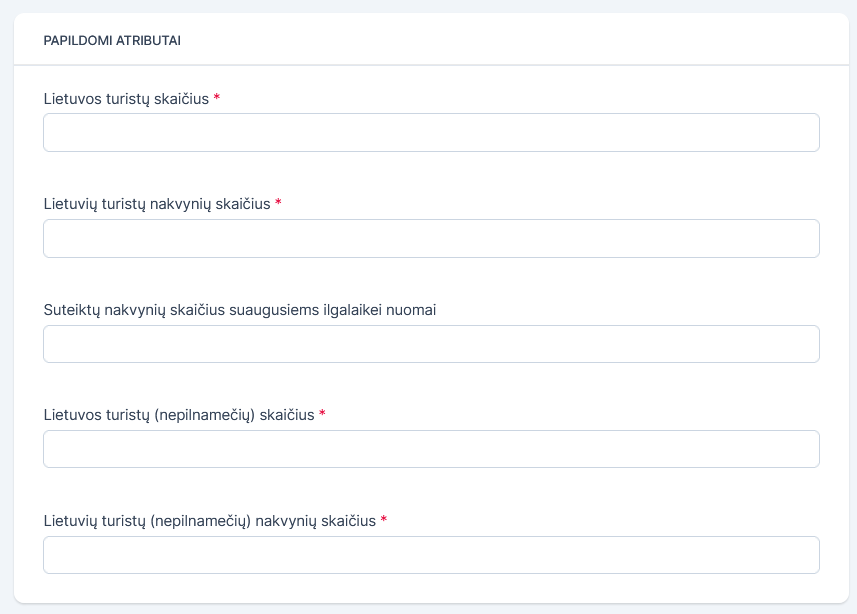 PAPILDOMI ATRIBUTAI
Lietuvos turistų skaičius *
Lietuvių turistų nakvynių skaičius *
Suteiktų nakvynių skaičius suaugusiems ilgalaikei nuomai
Lietuvos turistų (nepilnamečių) skaičius *
Lietuvių turistų (nepilnamečių) nakvynių skaičius *